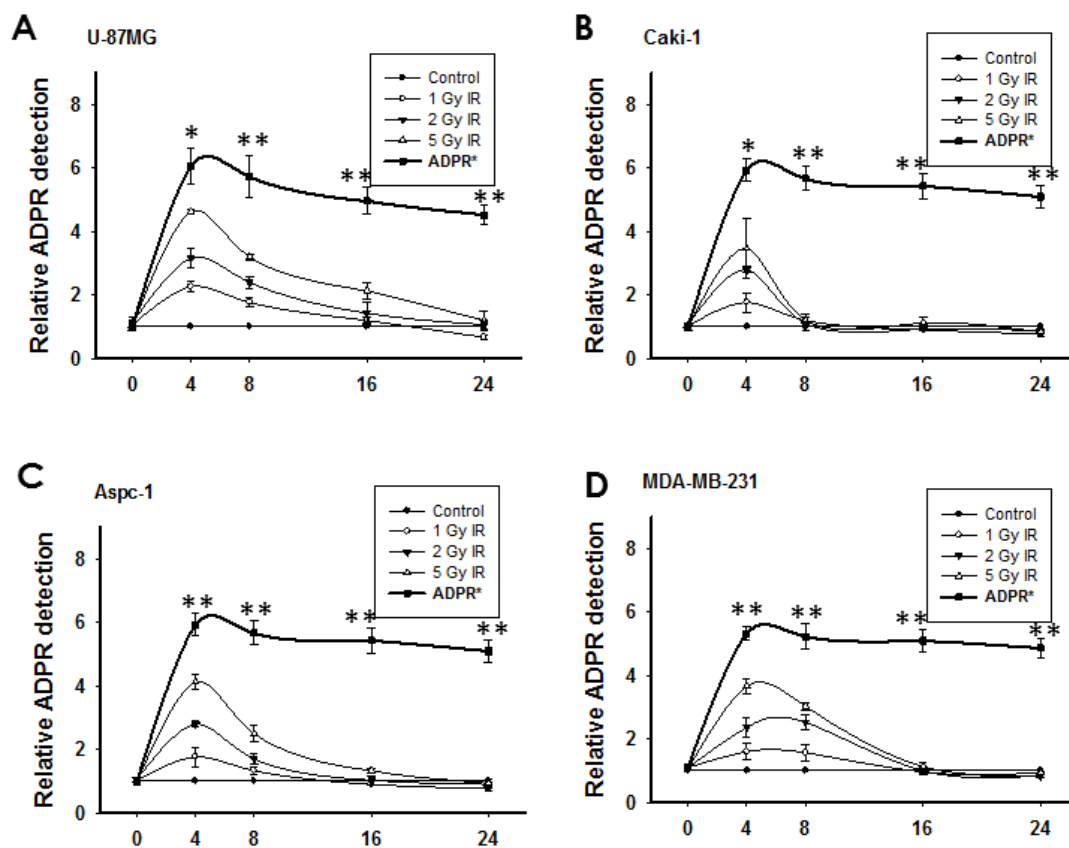 A
U-87MG
Control
1 Gy IR
2 Gy IR
5 Gy IR
ADPR*
Relative ADPR detection
8
6
4
2
0
* ** ** **
0 4 8 16 24
B
Caki-1
Control
1 Gy IR
2 Gy IR
5 Gy IR
ADPR*
Relative ADPR detection
8
6
4
2
0
* ** ** **
0 4 8 16 24
C
Aspc-1
Control
1 Gy IR
2 Gy IR
5 Gy IR
ADPR*
Relative ADPR detection
8
6
4
2
0
** ** ** **
0 4 8 16 24
D
MDA-MB-231
Control
1 Gy IR
2 Gy IR
5 Gy IR
ADPR*
Relative ADPR detection
8
6
4
2
0
** ** ** **
0 4 8 16 24